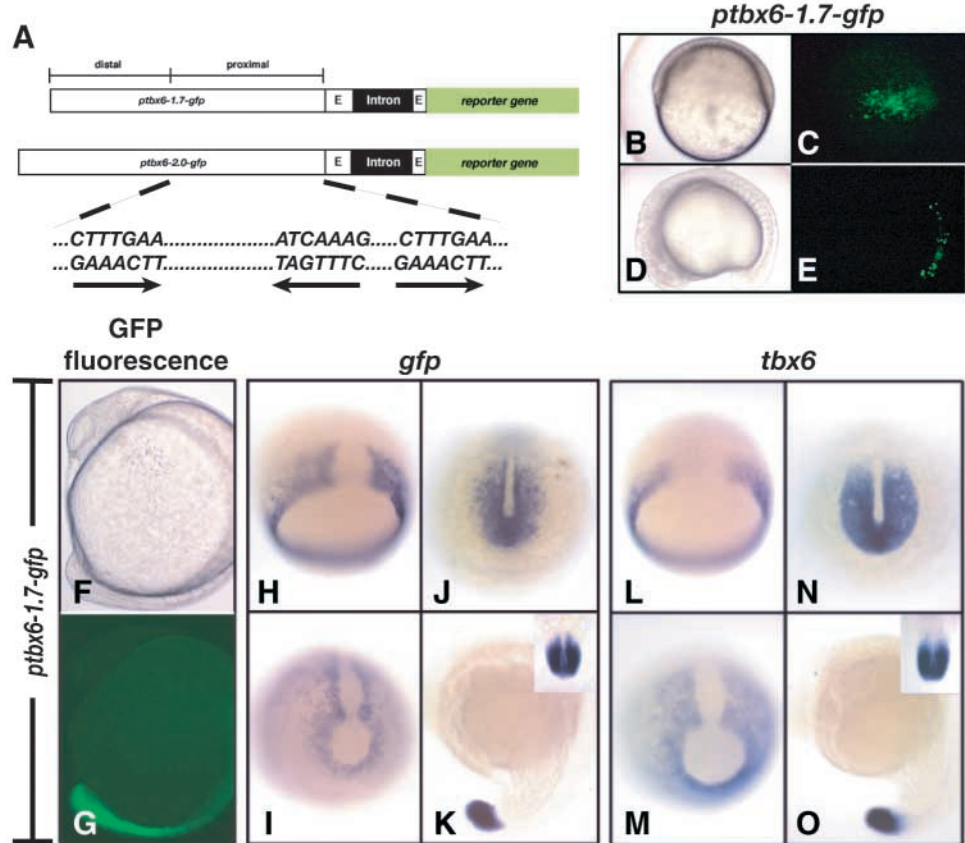 A
distal proximal
ptbx6-1.7-gfp E Intron E reporter gene
ptbx6-2.0-gfp E Intron E reporter gene
...CTTTGAA......................ATCAAAG.....CTTTGAA...
...GAAACTT......................TAGTTTC.....GAAACTT...
ptbx6-1.7-gfp
B C
D E
GFP
fluorescence
gfp
tbx6
ptbx6-1.7-gfp
F H J L N
G I K M O